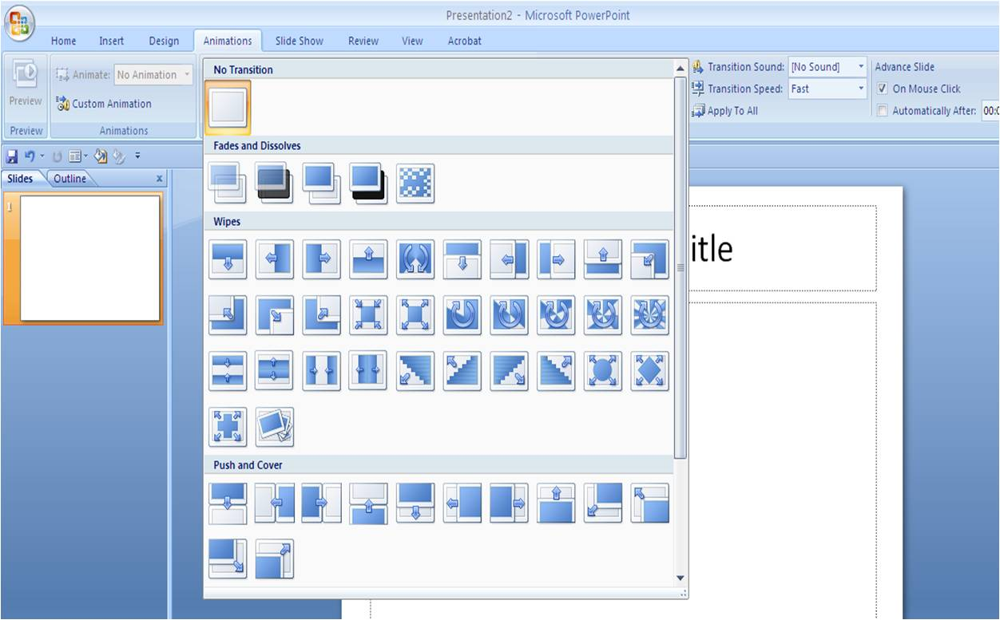 Presentation2 - Microsoft PowerPoint
Home Insert Design Animations Slide Show Review View Acrobat
Preview
Animate: No Animation
Custom Animation
Preview Animations
No Transition
Transition Sound: [No Sound]
Transition Speed: Fast
Apply To All
Advance Slide
On Mouse Click
Automatically After: 00:0
Slides Outline x
1
Fades and Dissolves
Wipes
Push and Cover
itle